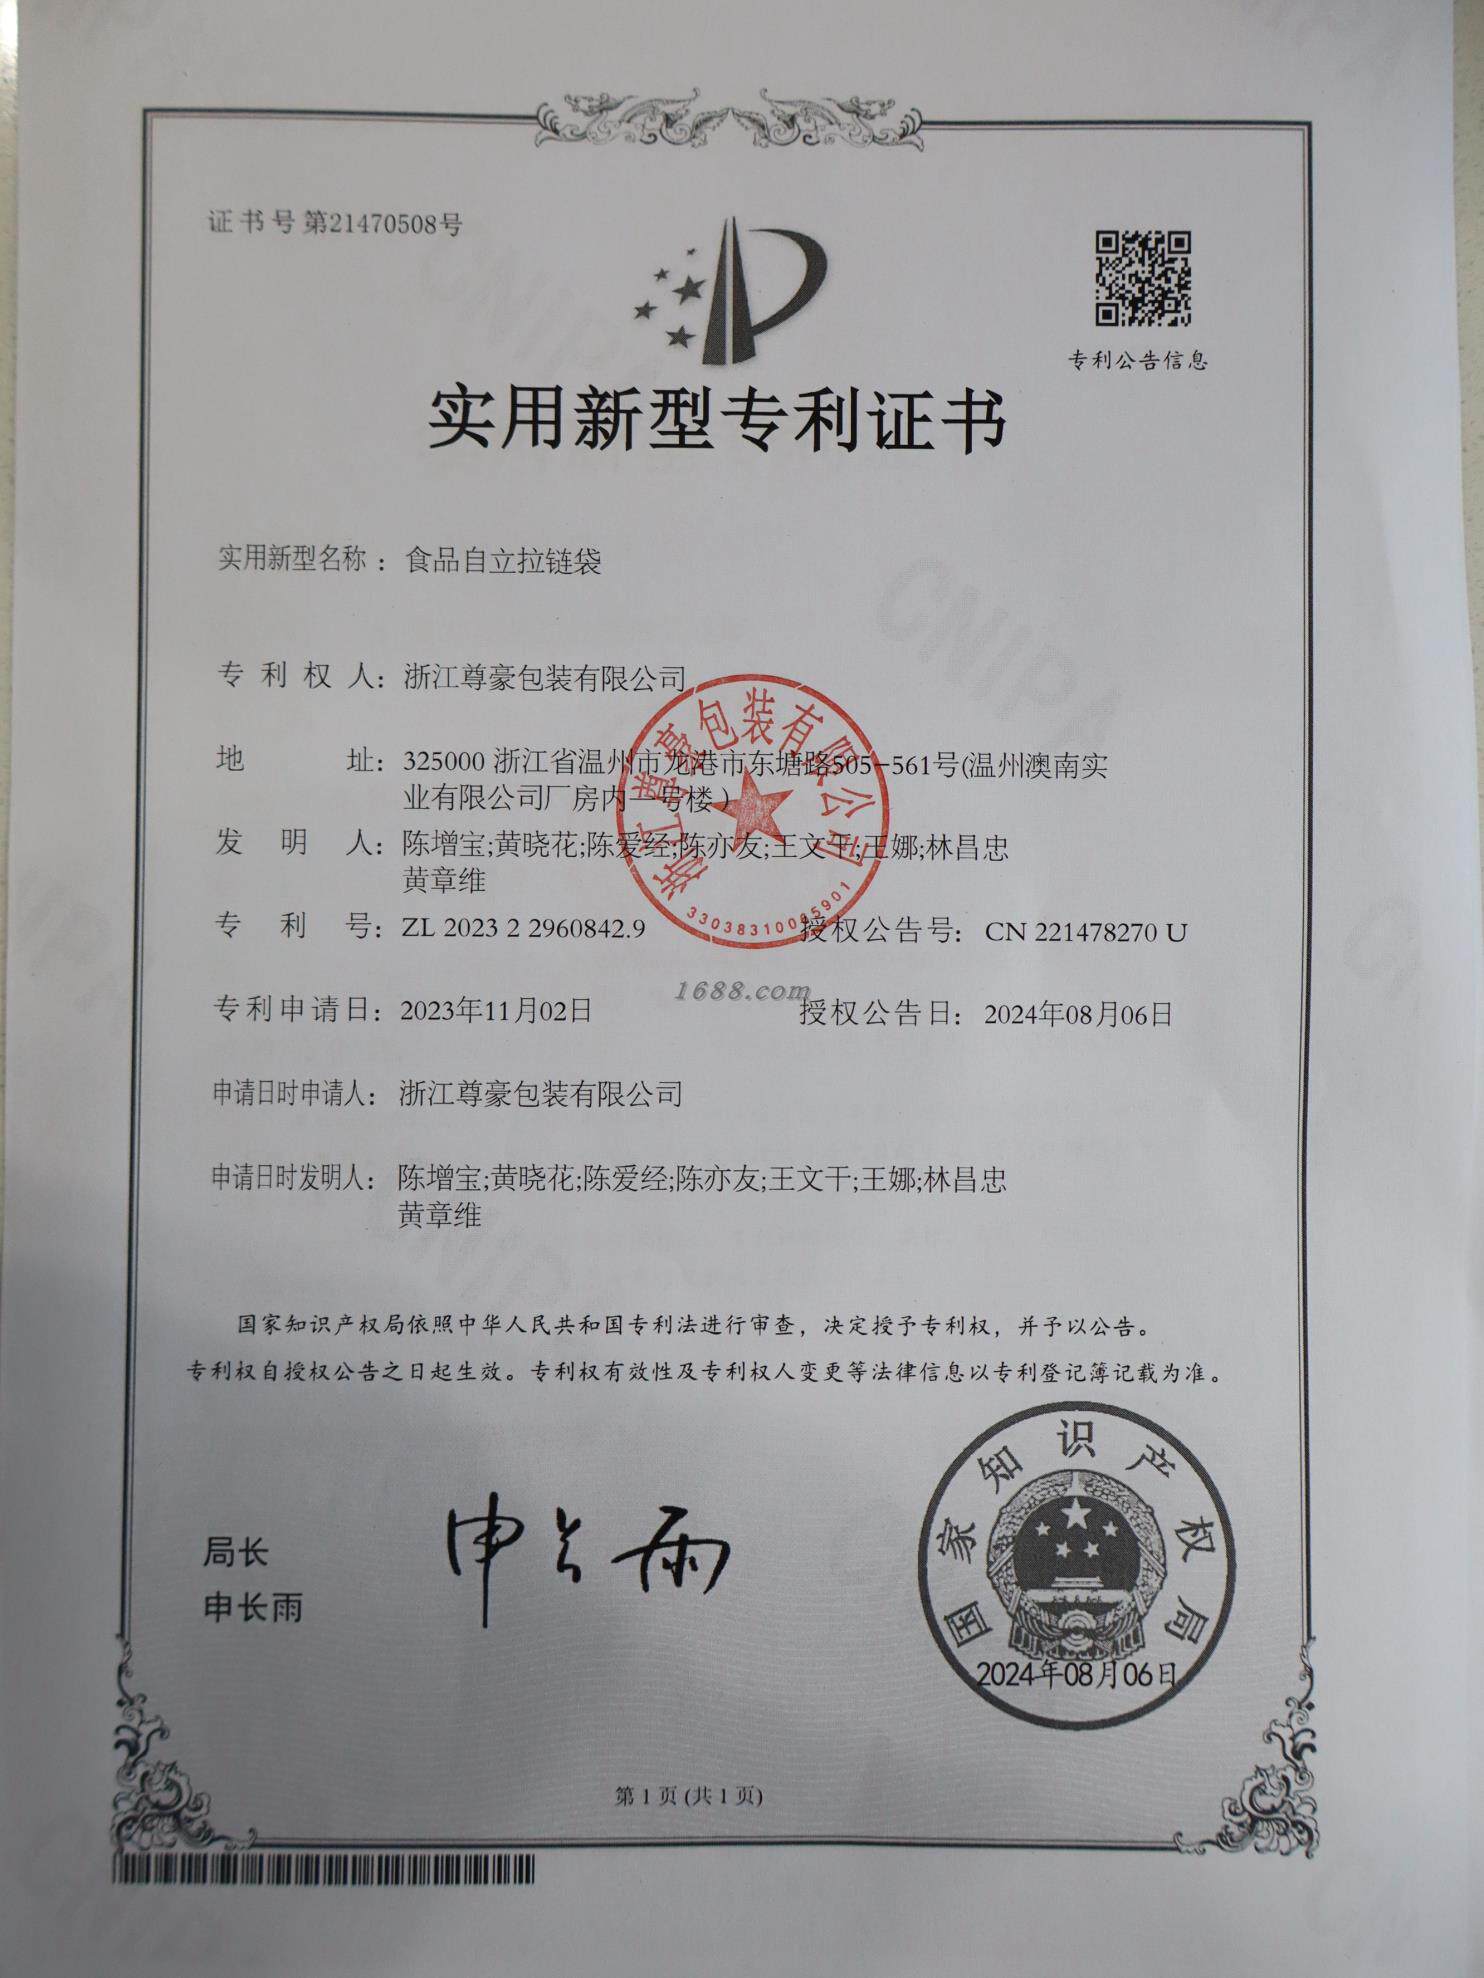 证书号第21470508号
专利公告信息
实用新型专利证书
实用新型名称：食品自立拉链袋
专利权人：浙江尊豪包装有限公司
地址：325000 浙江省温州市龙港市东塘路505-561号(温州澳南实
业有限公司厂房内一号楼）
发明人：陈增宝;黄晓花;陈爱经;陈亦友;王文干;王娜;林昌忠
黄章维
专利号：ZL 2023 2 2960842.9 授权公告号：CN 221478270 U
专利申请日：2023年11月02日 授权公告日：2024年08月06日
申请日时申请人：浙江尊豪包装有限公司
申请日时发明人：陈增宝;黄晓花;陈爱经;陈亦友;王文干;王娜;林昌忠
黄章维
浙江尊豪包装有限公司
1688.com
国家知识产权局依照中华人民共和国专利法进行审查，决定授予专利权，并予以公告。
专利权自授权公告之日起生效。专利权有效性及专利权人变更等法律信息以专利登记簿记载为准。
局长
申长雨
申长雨
国家知识产权局
2024年08月06日
第 1 页 (共 1 页)
CNIPA